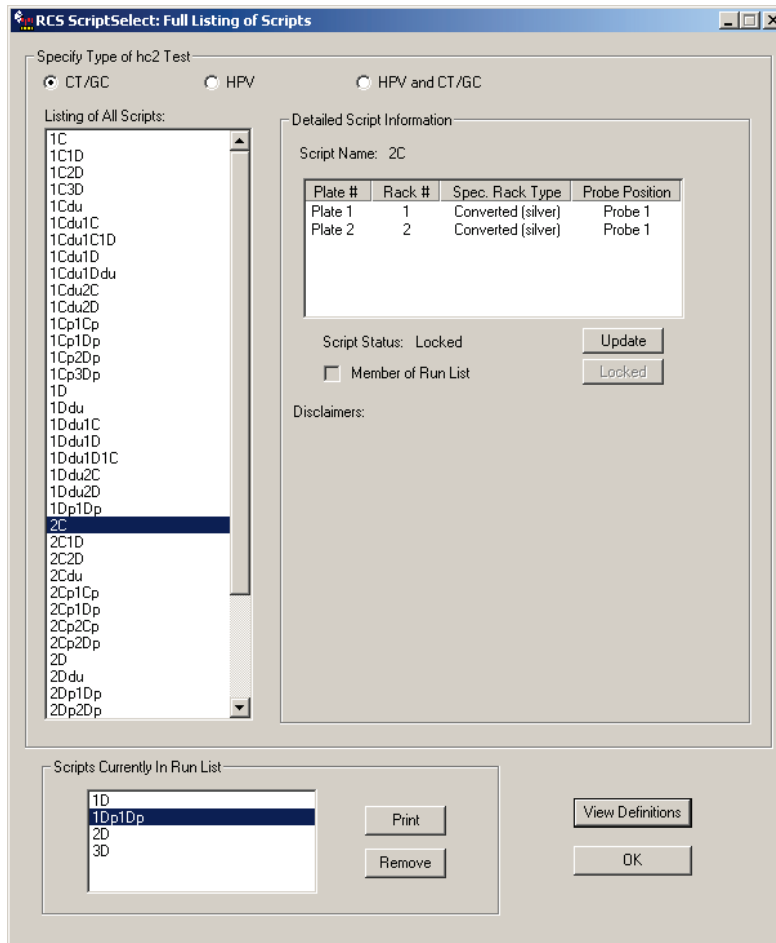 RCS ScriptSelect: Full Listing of Scripts
Specify Type of hc2 Test
CT/GC HPV HPV and CT/GC
Listing of All Scripts:
1C
1C1D
1C2D
1C3D
1Cdu
1Cdu1C
1Cdu1C1D
1Cdu1D
1Cdu1Ddu
1Cdu2C
1Cdu2D
1Cp1Cp
1Cp1Dp
1Cp2Dp
1Cp3Dp
1D
1Ddu
1Ddu1C
1Ddu1D
1Ddu1D1C
1Ddu2C
1Ddu2D
1Dp1Dp
2C
2C1D
2C2D
2Cdu
2Cp1Cp
2Cp1Dp
2Cp2Cp
2Cp2Dp
2D
2Ddu
2Dp1Dp
2Dp2Dp
Detailed Script Information
Script Name: 2C
Plate # Rack # Spec. Rack Type Probe Position
Plate 1 1 Converted (silver) Probe 1
Plate 2 2 Converted (silver) Probe 1
Script Status: Locked Update
Member of Run List Locked
Disclaimers:
Scripts Currently In Run List
1D
1Dp1Dp
2D
3D
Print
Remove
View Definitions
OK